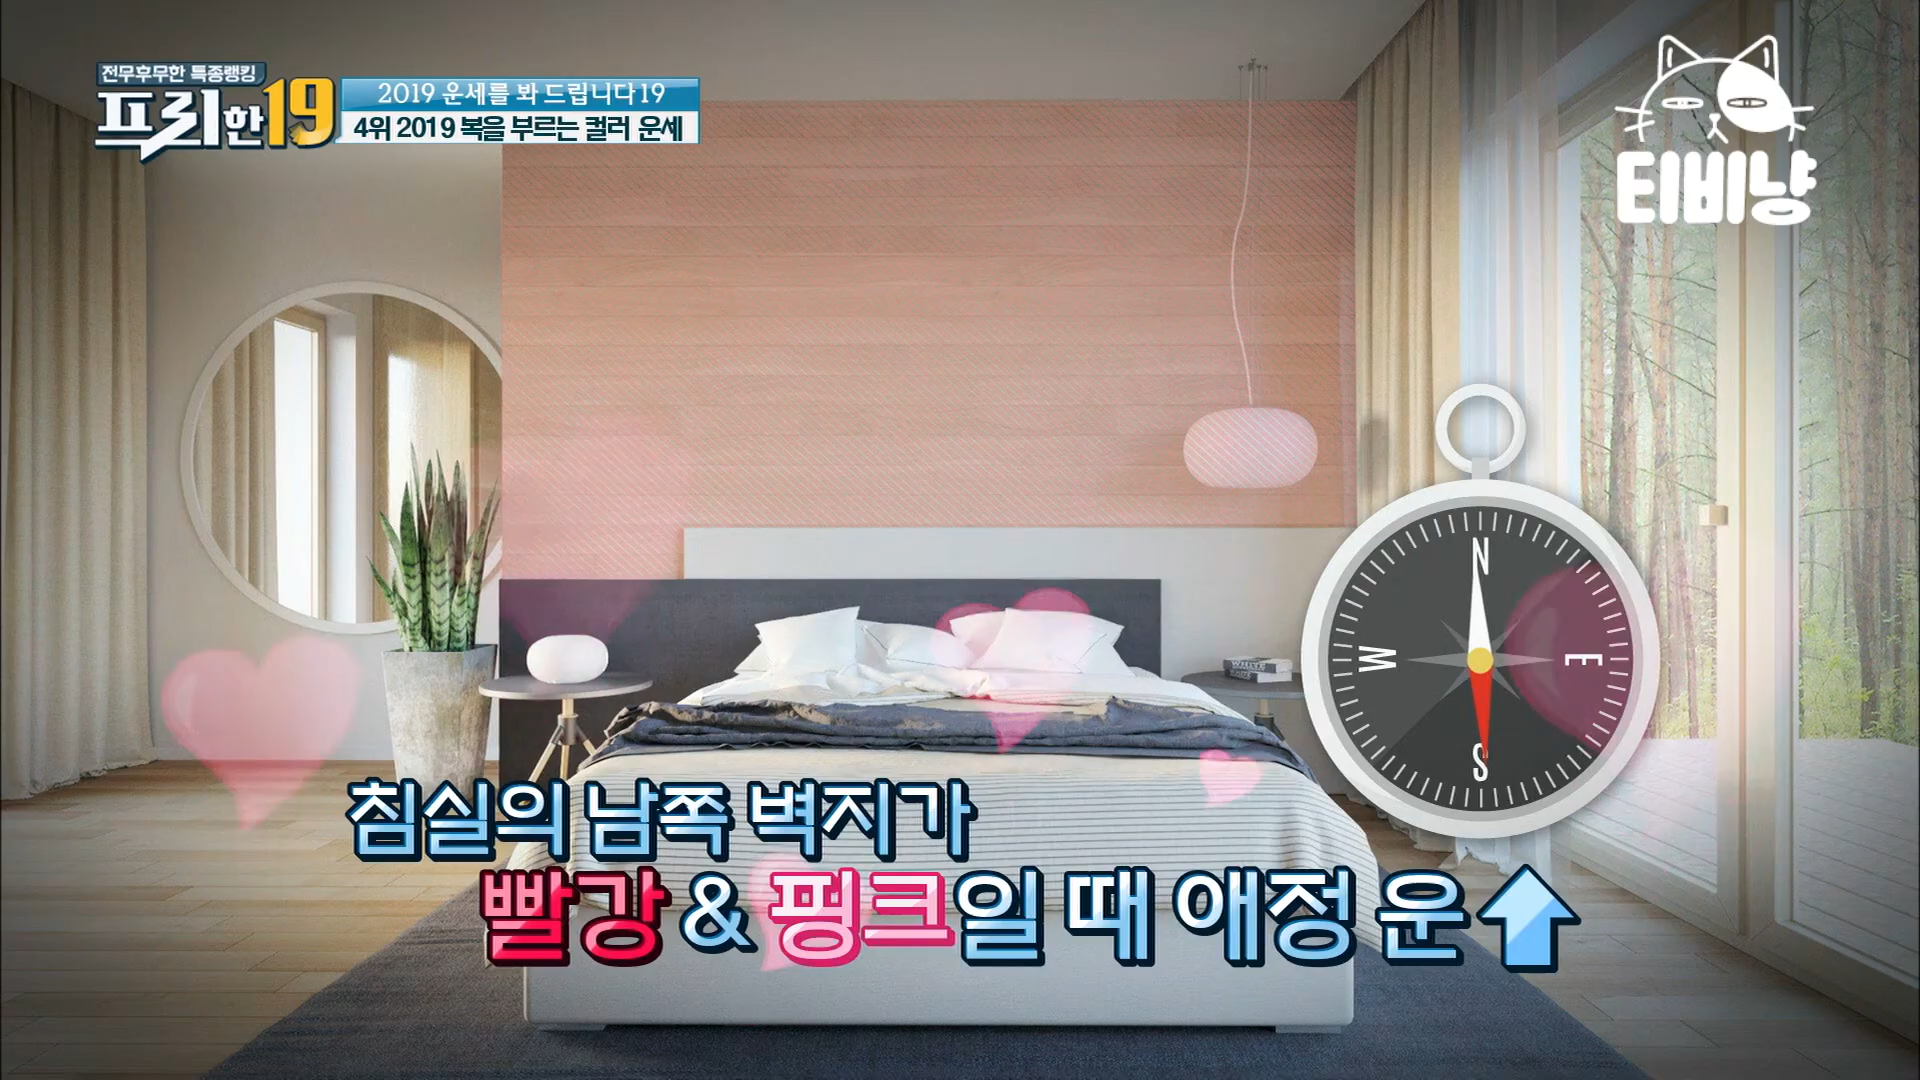 전무후무한 특종랭킹
프리한19
2019 운세를 봐 드립니다19
4위 2019 복을 부르는 컬러 운세
티비냥
N
W
E
S
WHITE
침실의 남쪽 벽지가
빨강 & 핑크일 때 애정 운